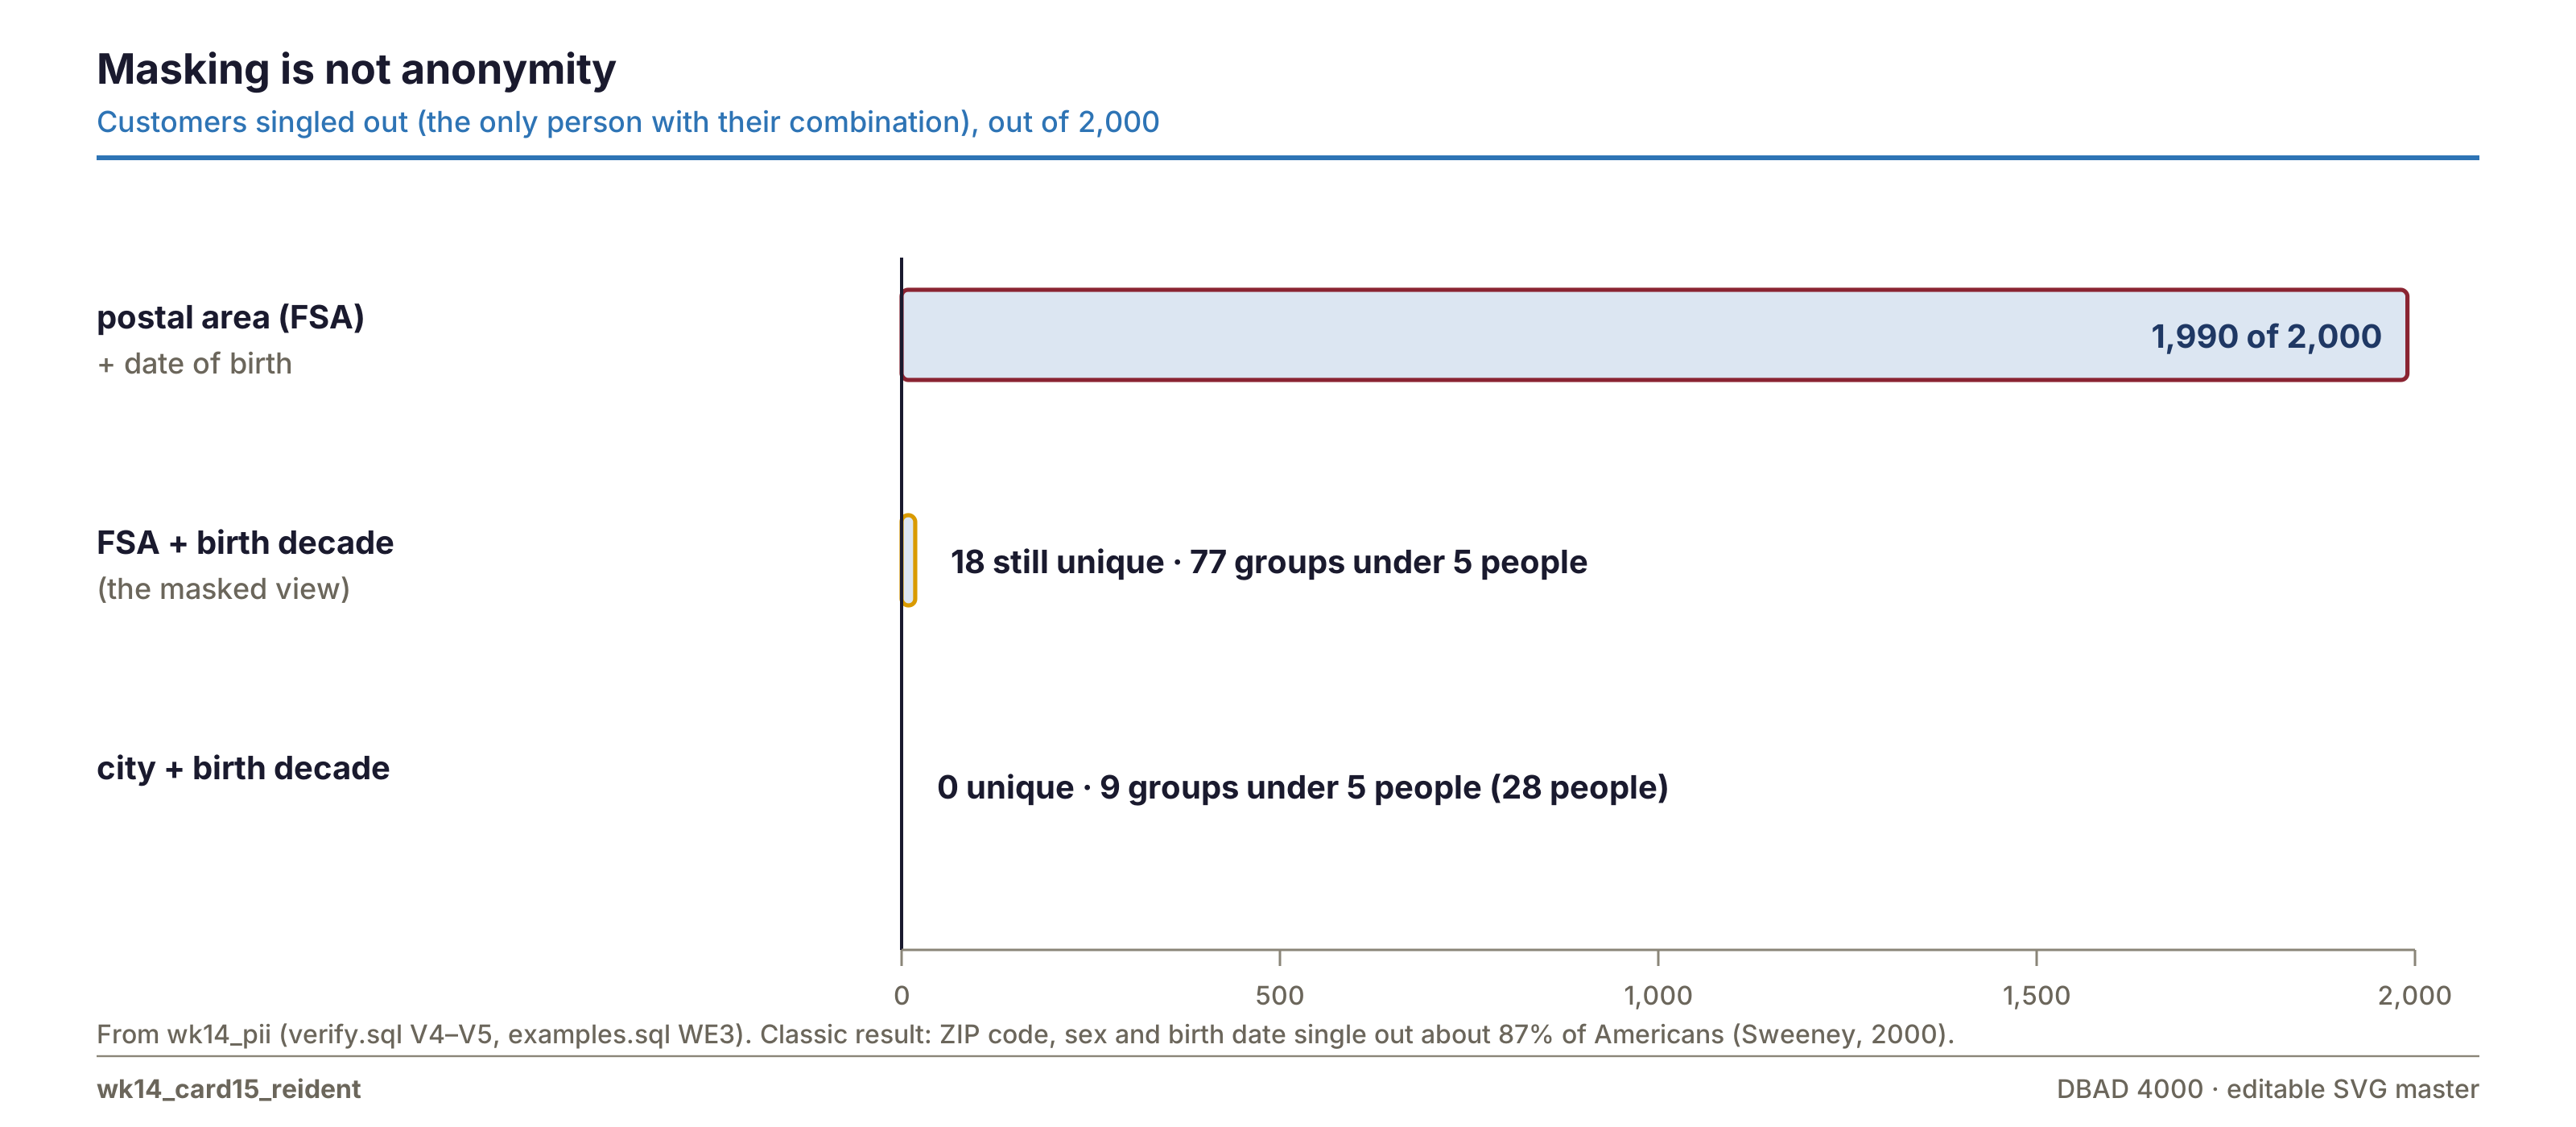 Masking is not anonymity
Customers singled out (the only person with their combination), out of 2,000
postal area (FSA)
+ date of birth
1,990 of 2,000
FSA + birth decade
(the masked view)
18 still unique · 77 groups under 5 people
city + birth decade
0 unique · 9 groups under 5 people (28 people)
0 500 1,000 1,500 2,000
From wk14_pii (verify.sql V4–V5, examples.sql WE3). Classic result: ZIP code, sex and birth date single out about 87% of Americans (Sweeney, 2000).
wk14_card15_reident
DBAD 4000 · editable SVG master